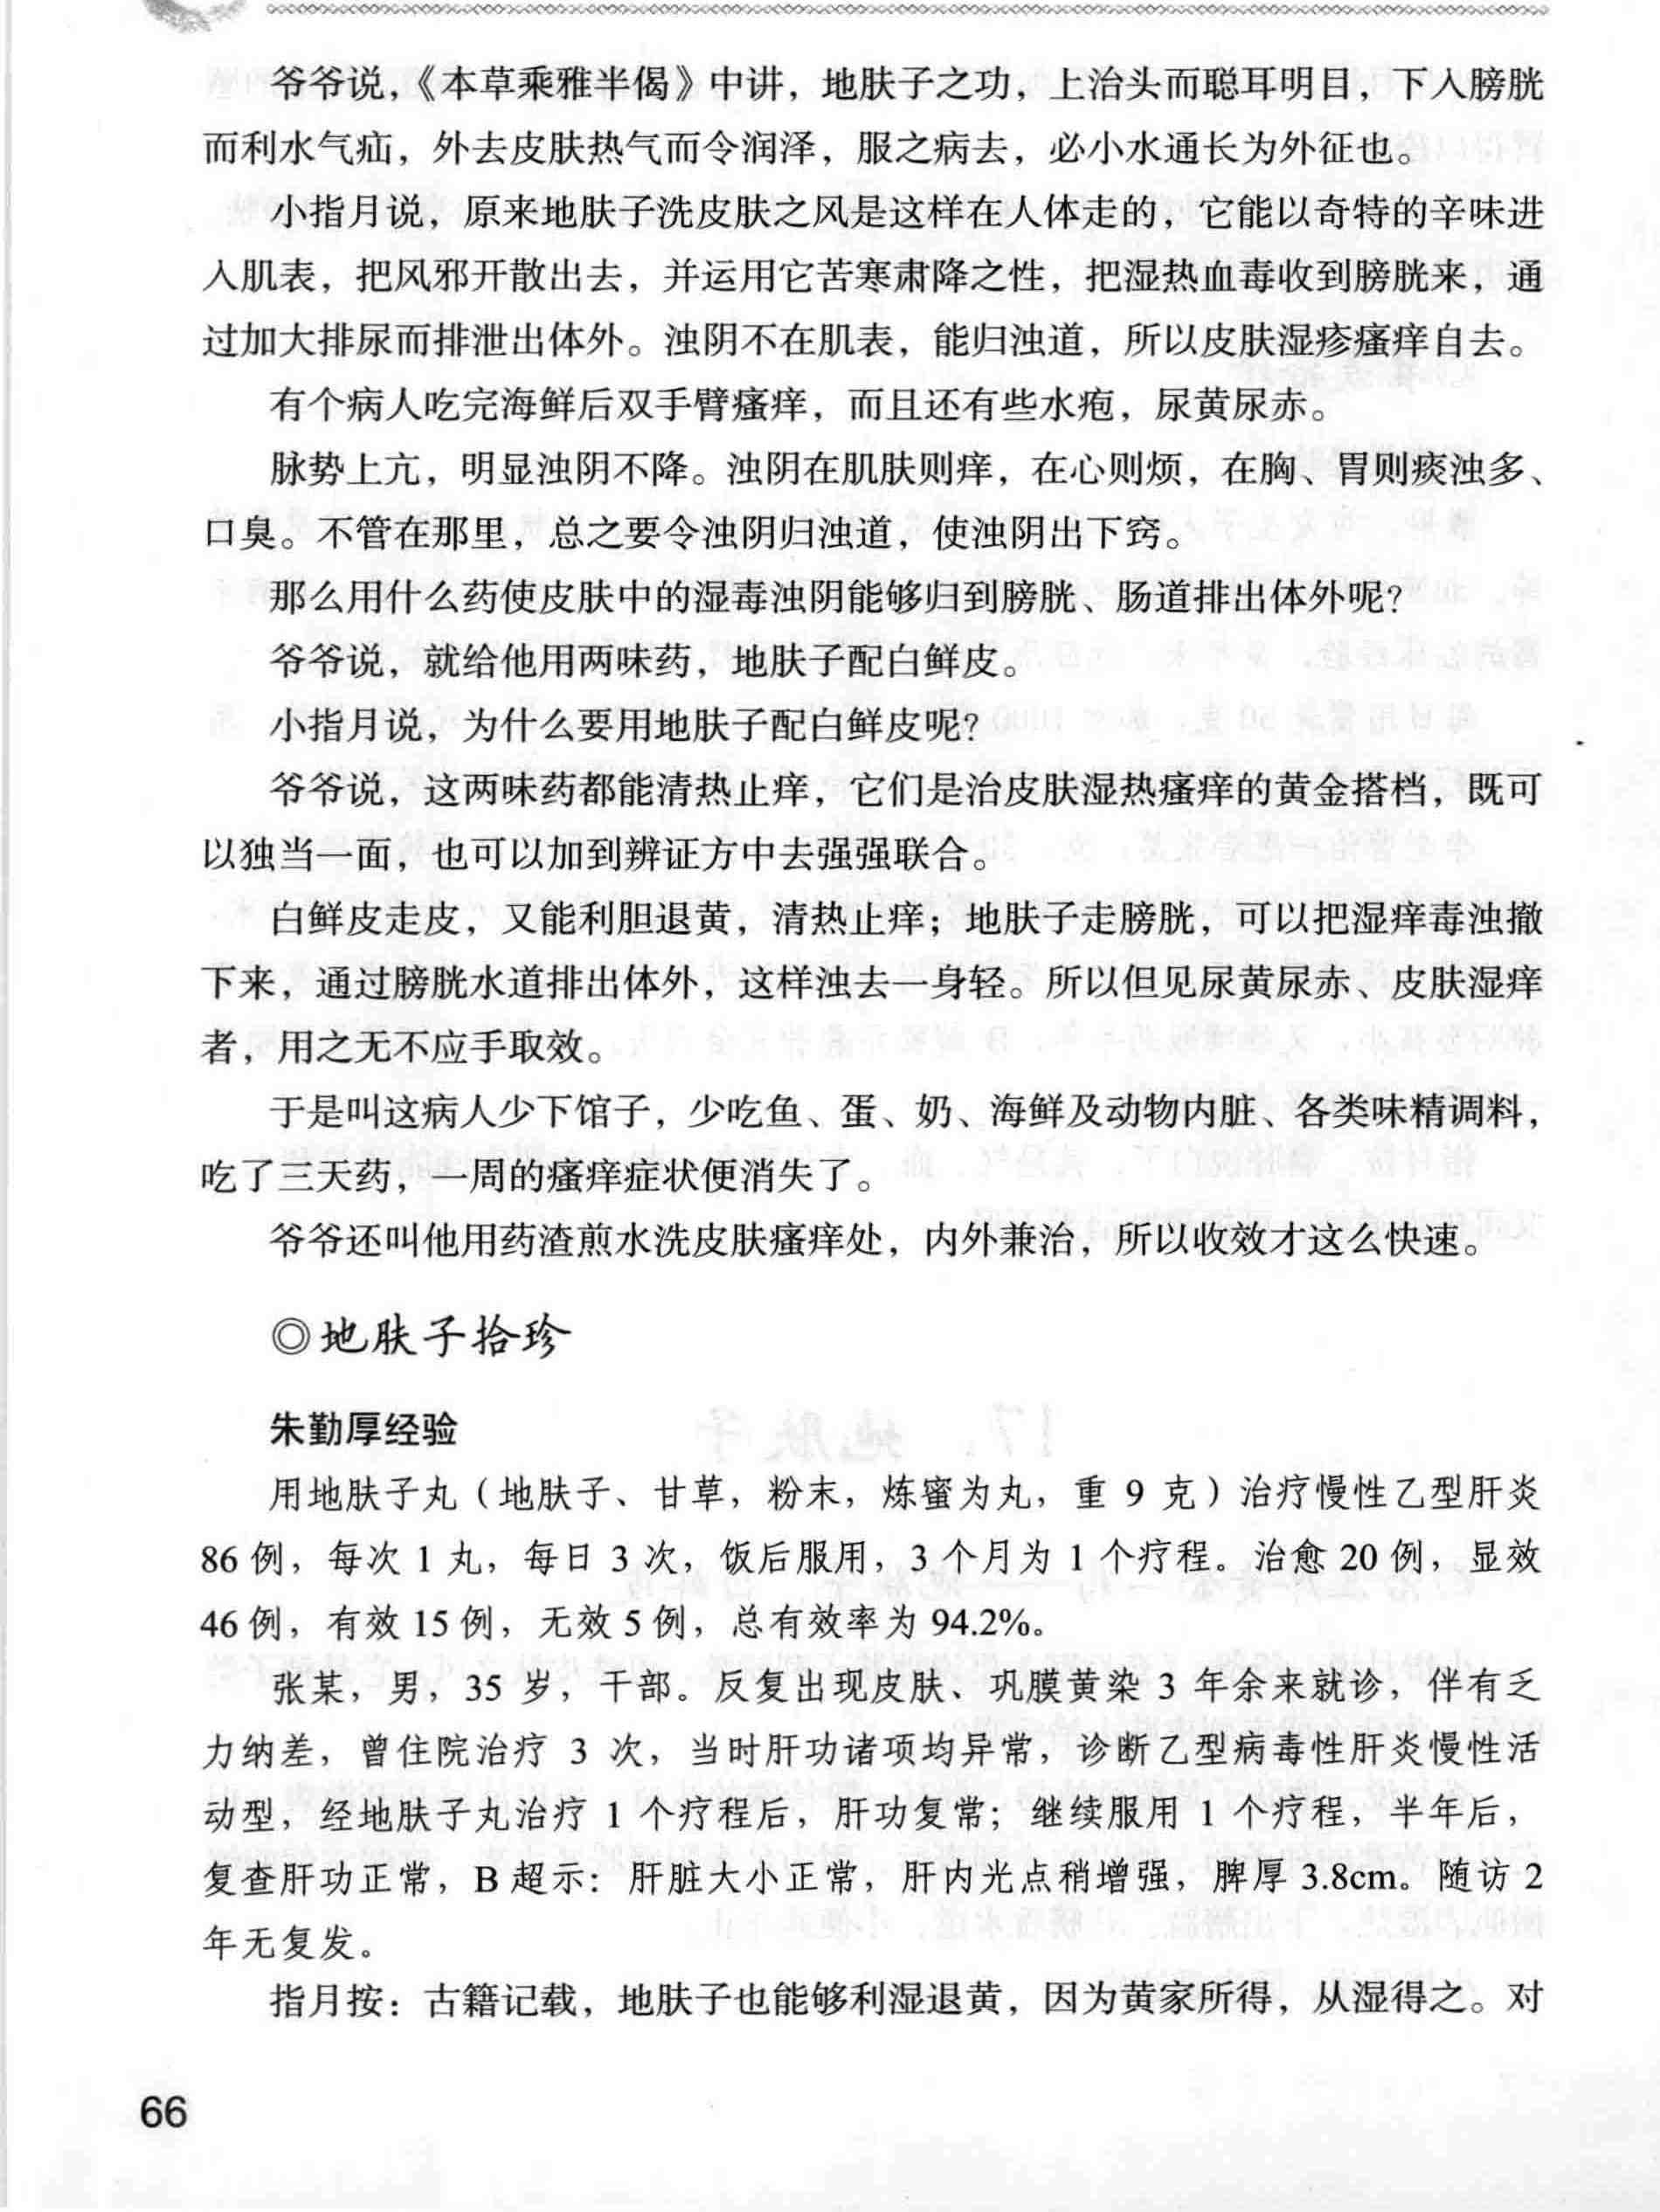 爷爷说，《本草乘雅半偈》中讲，地肤子之功，上治头而聪耳明目，下入膀胱
而利水气疝，外去皮肤热气而令润泽，服之病去，必小水通长为外征也。
小指月说，原来地肤子洗皮肤之风是这样在人体走的，它能以奇特的辛味进
入肌表，把风邪开散出去，并运用它苦寒肃降之性，把湿热血毒收到膀胱来，通
过加大排尿而排泄出体外。浊阴不在肌表，能归浊道，所以皮肤湿疹瘙痒自去。
有个病人吃完海鲜后双手臂瘙痒，而且还有些水疱，尿黄尿赤。
脉势上亢，明显浊阴不降。浊阴在肌肤则痒，在心则烦，在胸、胃则痰浊多、
口臭。不管在那里，总之要令浊阴归浊道，使浊阴出下窍。
那么用什么药使皮肤中的湿毒浊阴能够归到膀胱、肠道排出体外呢？
爷爷说，就给他用两味药，地肤子配白鲜皮。
小指月说，为什么要用地肤子配白鲜皮呢？
爷爷说，这两味药都能清热止痒，它们是治皮肤湿热瘙痒的黄金搭档，既可
以独当一面，也可以加到辨证方中去强强联合。
白鲜皮走皮，又能利胆退黄，清热止痒；地肤子走膀胱，可以把湿痒毒浊撤
下来，通过膀胱水道排出体外，这样浊去一身轻。所以但见尿黄尿赤、皮肤湿痒
者，用之无不应手取效。
于是叫这病人少下馆子，少吃鱼、蛋、奶、海鲜及动物内脏、各类味精调料，
吃了三天药，一周的瘙痒症状便消失了。
爷爷还叫他用药渣煎水洗皮肤瘙痒处，内外兼治，所以收效才这么快速。
◎地肤子拾珍
朱勤厚经验
用地肤子丸（地肤子、甘草，粉末，炼蜜为丸，重 9 克）治疗慢性乙型肝炎
86 例，每次 1 丸，每日 3 次，饭后服用，3 个月为 1 个疗程。治愈 20 例，显效
46 例，有效 15 例，无效 5 例，总有效率为 94.2%。
张某，男，35 岁，干部。反复出现皮肤、巩膜黄染 3 年余来就诊，伴有乏
力纳差，曾住院治疗 3 次，当时肝功诸项均异常，诊断乙型病毒性肝炎慢性活
动型，经地肤子丸治疗 1 个疗程后，肝功复常；继续服用 1 个疗程，半年后，
复查肝功正常，B 超示：肝脏大小正常，肝内光点稍增强，脾厚 3.8cm。随访 2
年无复发。
指月按：古籍记载，地肤子也能够利湿退黄，因为黄家所得，从湿得之。对
66